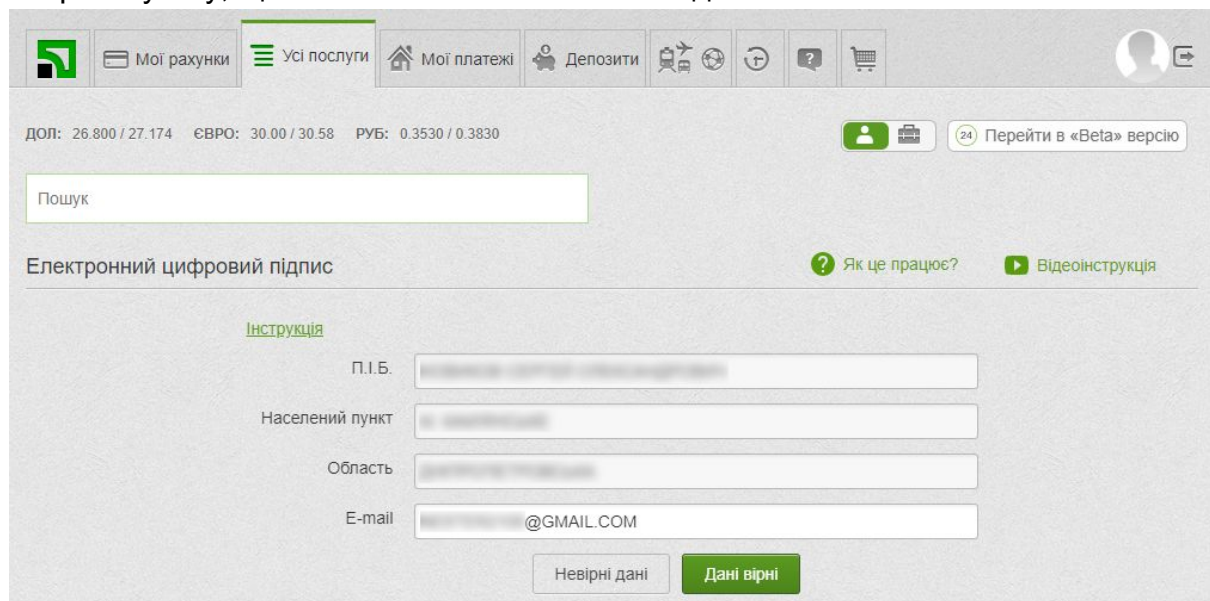 Мої рахунки Усі послуги Мої платежі Депозити
ДОЛ: 26.800 / 27.174 ЄВРО: 30.00 / 30.58 РУБ: 0.3530 / 0.3830
24 Перейти в «Beta» версію
Пошук
Електронний цифровий підпис
Як це працює? Відеоінструкція
Інструкція
П.І.Б.
Населений пункт
Область
E-mail @GMAIL.COM
Невірні дані Дані вірні